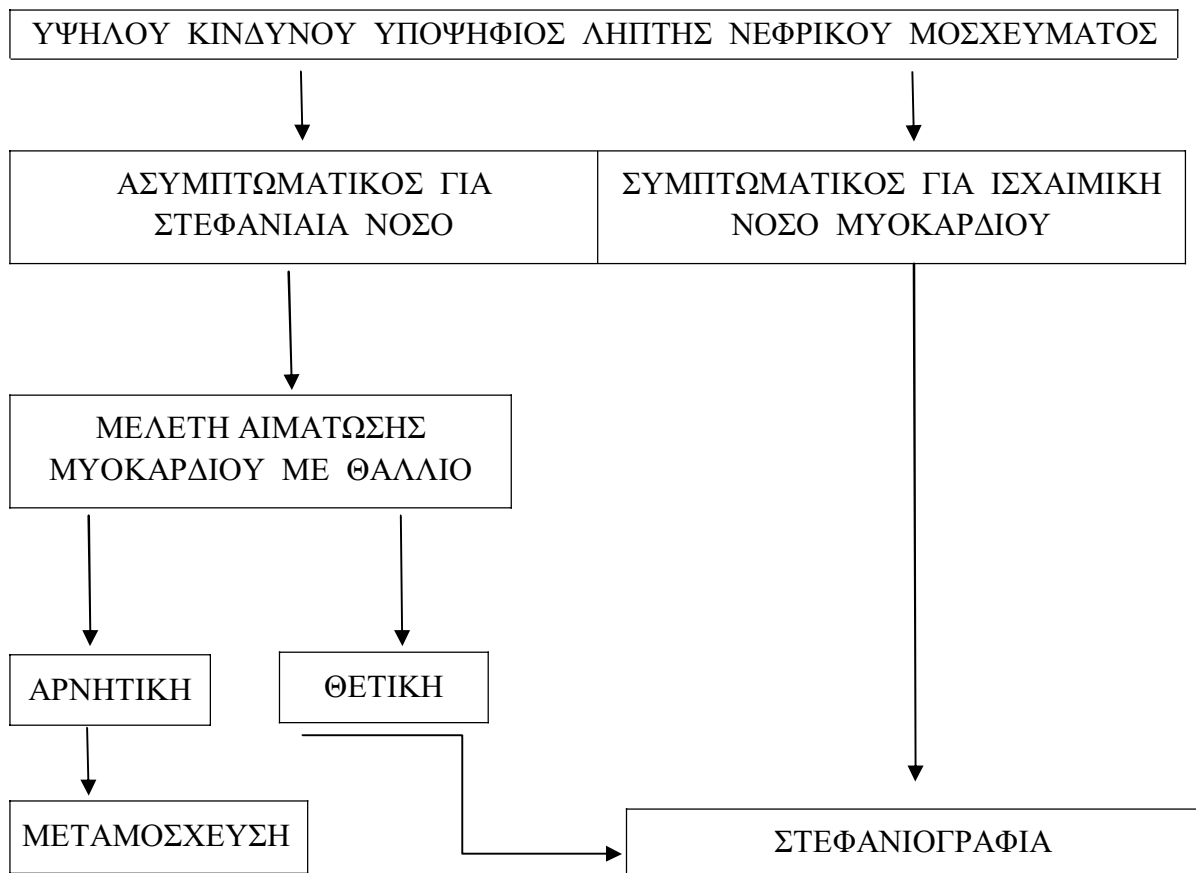 ΥΨΗΛΟΥ ΚΙΝΔΥΝΟΥ ΥΠΟΨΗΦΙΟΣ ΛΗΠΤΗΣ ΝΕΦΡΙΚΟΥ ΜΟΣΧΕΥΜΑΤΟΣ
ΑΣΥΜΠΤΩΜΑΤΙΚΟΣ ΓΙΑ
ΣΤΕΦΑΝΙΑΙΑ ΝΟΣΟ
ΣΥΜΠΤΩΜΑΤΙΚΟΣ ΓΙΑ ΙΣΧΑΙΜΙΚΗ
ΝΟΣΟ ΜΥΟΚΑΡΔΙΟΥ
ΜΕΛΕΤΗ ΑΙΜΑΤΩΣΗΣ
ΜΥΟΚΑΡΔΙΟΥ ΜΕ ΘΑΛΛΙΟ
ΑΡΝΗΤΙΚΗ
ΘΕΤΙΚΗ
ΜΕΤΑΜΟΣΧΕΥΣΗ
ΣΤΕΦΑΝΙΟΓΡΑΦΙΑ